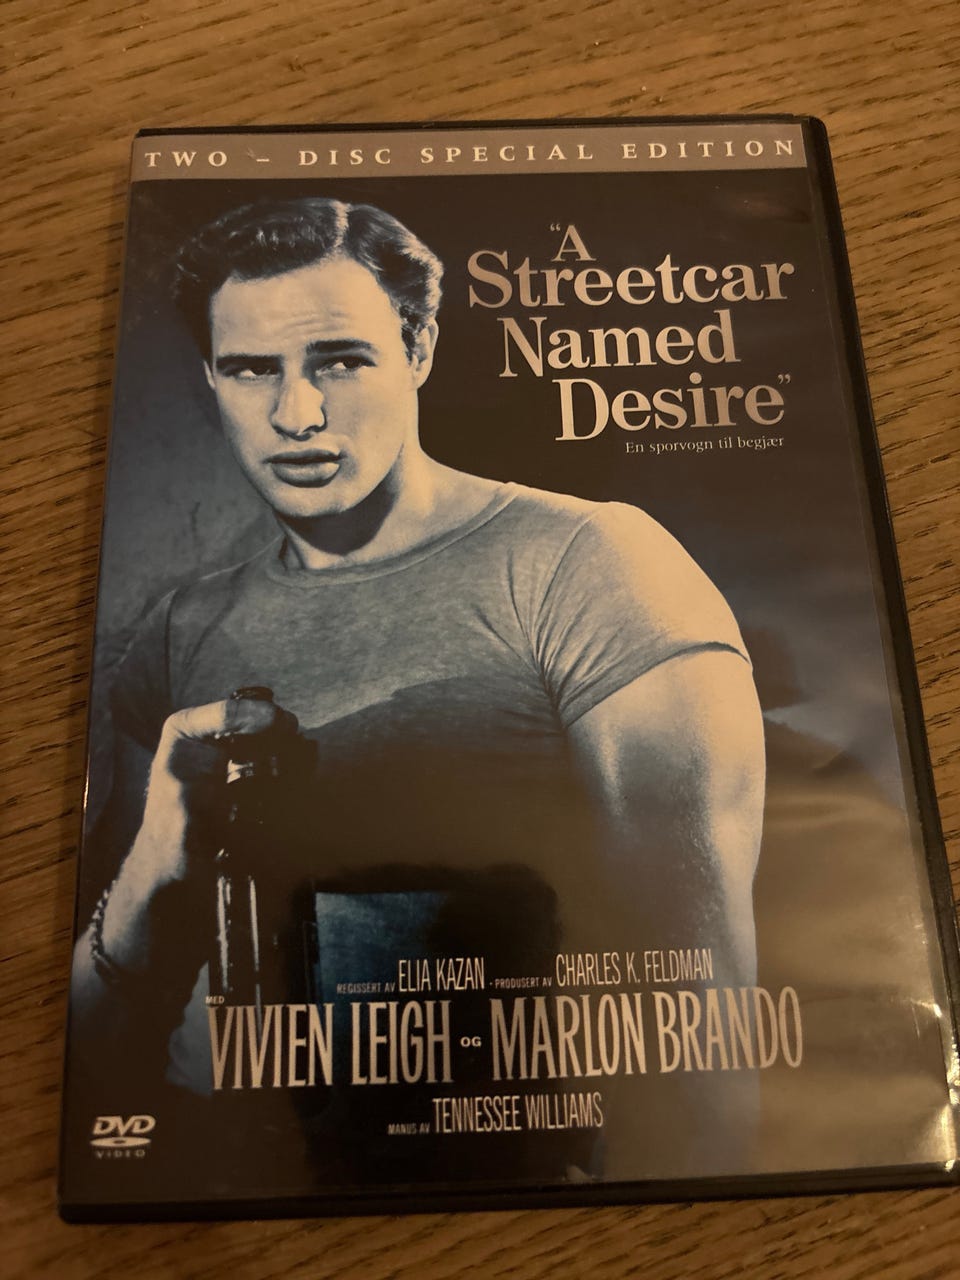 TWO - DISC SPECIAL EDITION
"A
Streetcar
Named
Desire"
En sporvogn til begjær
REGISSERT AV ELIA KAZAN · PRODUSERT AV CHARLES K. FELDMAN
MED
VIVIEN LEIGH OG MARLON BRANDO
MANUS AV TENNESSEE WILLIAMS
DVD
VIDEO